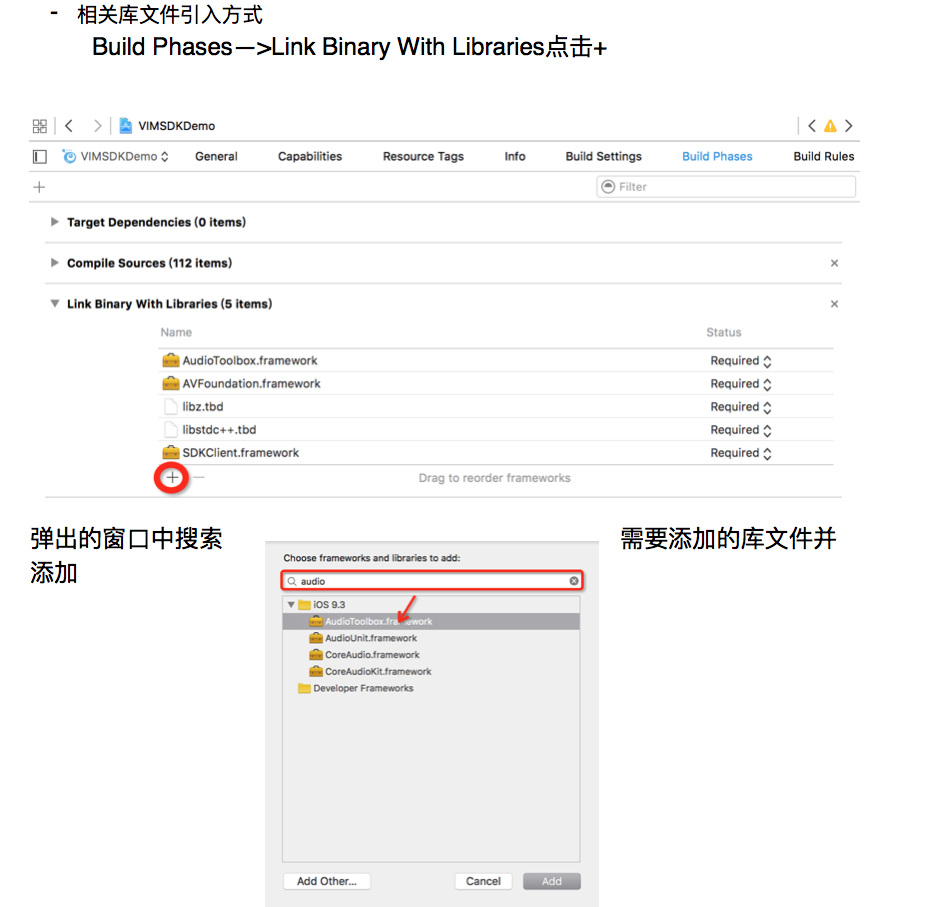 - 相关库文件引入方式
Build Phases—>Link Binary With Libraries点击+
VIMSDKDemo
VIMSDKDemo General Capabilities Resource Tags Info Build Settings Build Phases Build Rules
+ Filter
Target Dependencies (0 items)
Compile Sources (112 items)
Link Binary With Libraries (5 items)
Name Status
AudioToolbox.framework Required
AVFoundation.framework Required
libz.tbd Required
libstdc++.tbd Required
SDKClient.framework Required
+ — Drag to reorder frameworks
弹出的窗口中搜索 需要添加的库文件并
添加
Choose frameworks and libraries to add:
audio
iOS 9.3
AudioToolbox.framework
AudioUnit.framework
CoreAudio.framework
CoreAudioKit.framework
Developer Frameworks
Add Other... Cancel Add